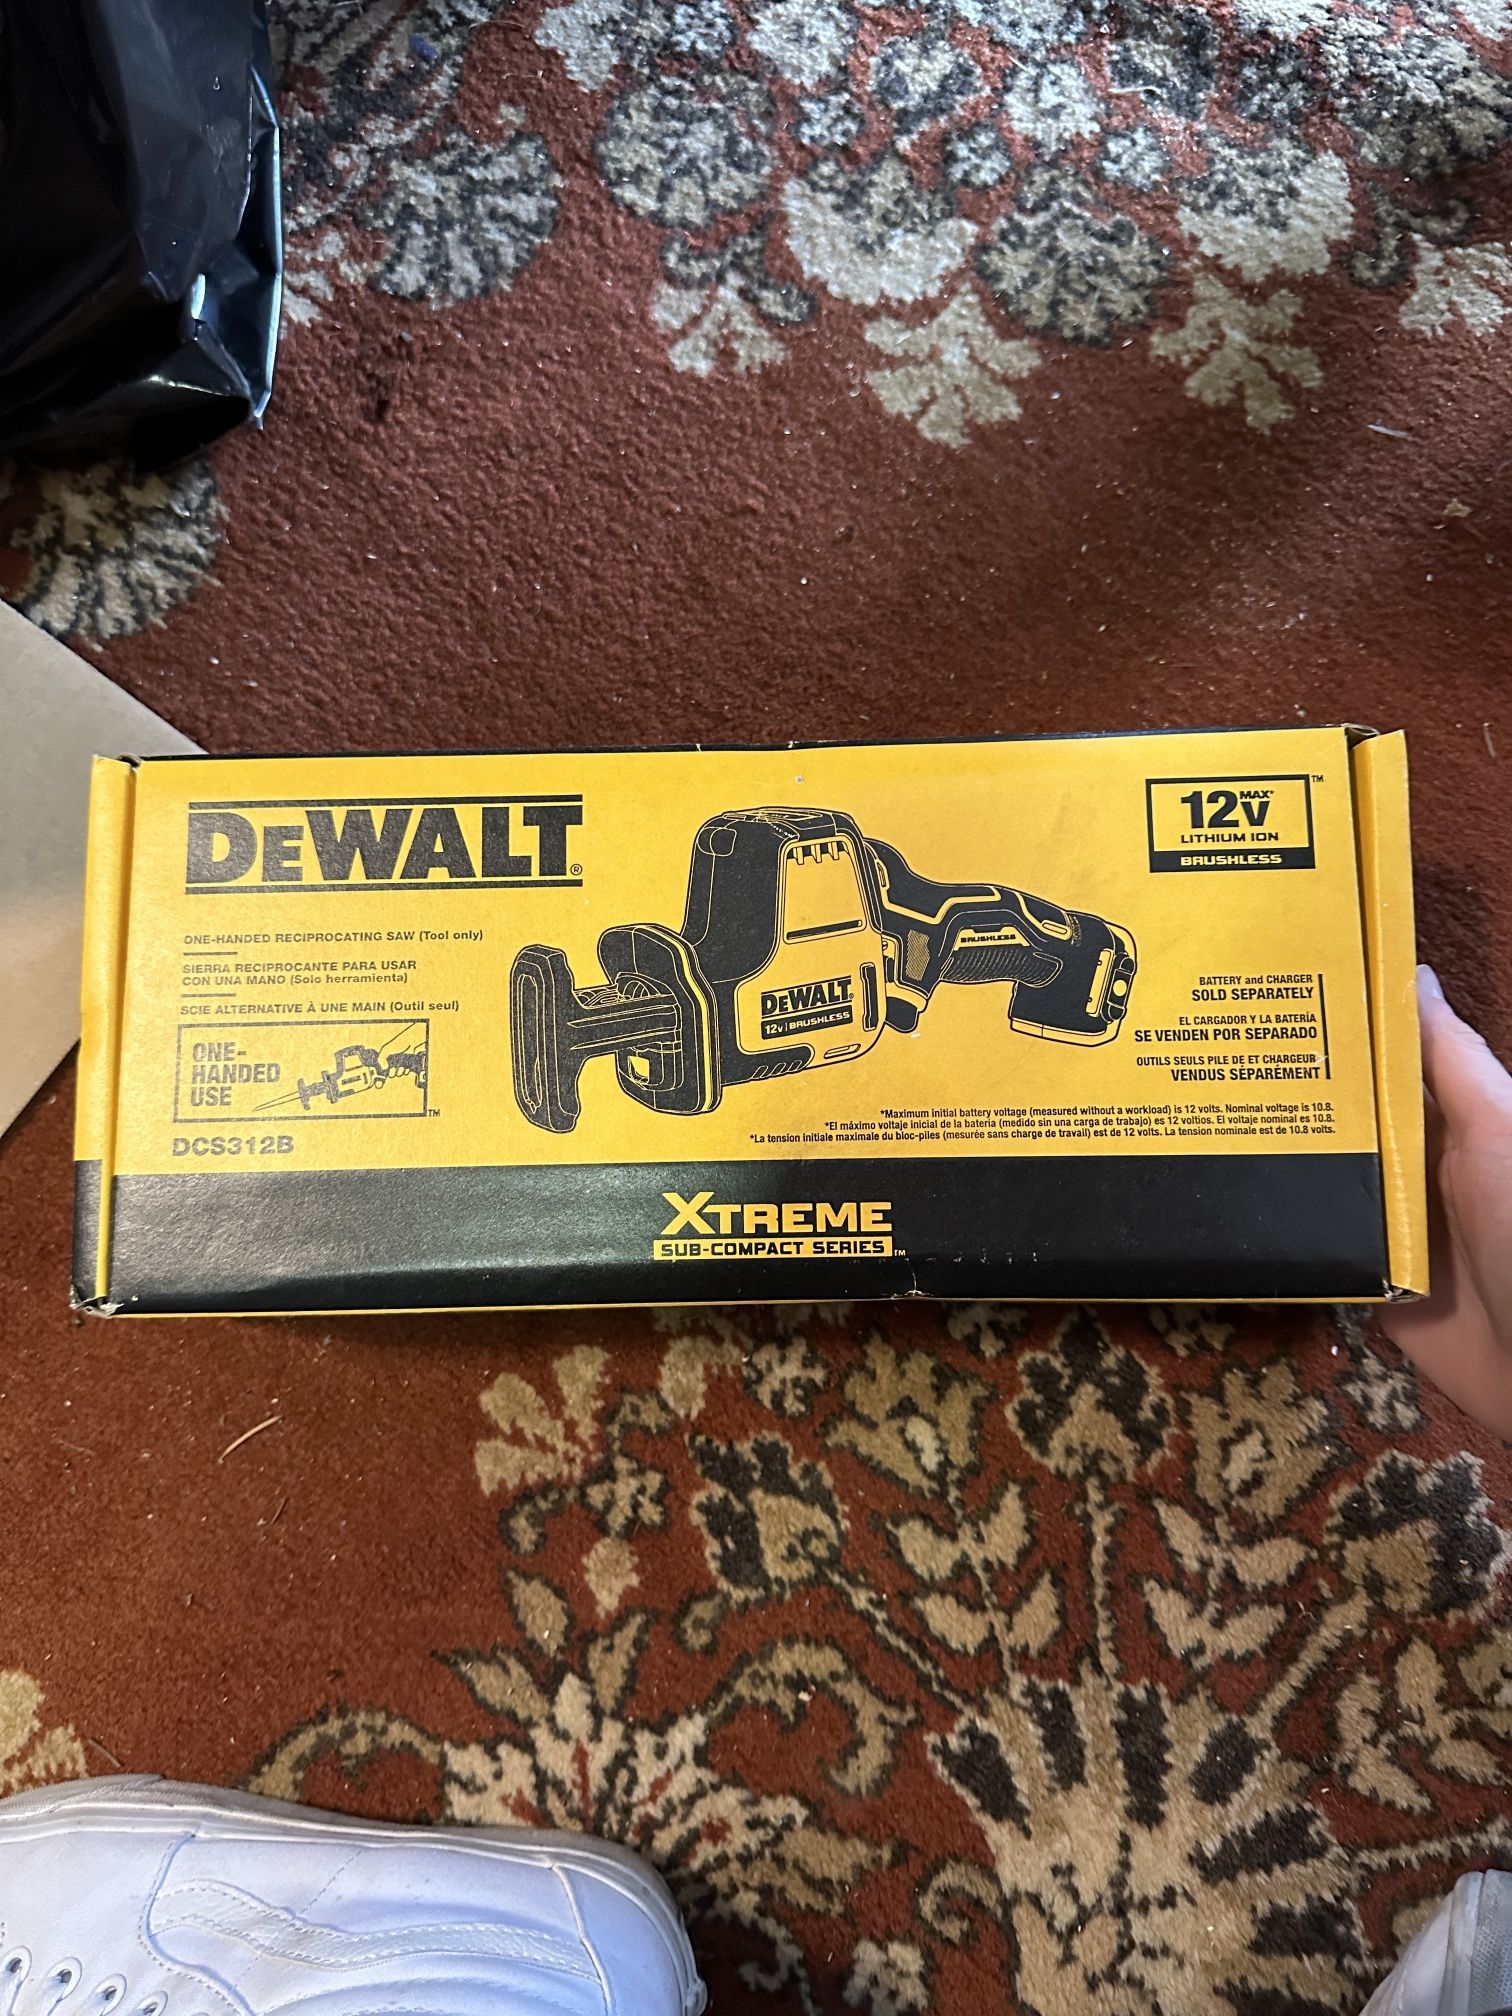 DEWALT®
12V MAX* ™
LITHIUM ION
BRUSHLESS
ONE-HANDED RECIPROCATING SAW (Tool only)
SIERRA RECIPROCANTE PARA USAR
CON UNA MANO (Solo herramienta)
SCIE ALTERNATIVE À UNE MAIN (Outil seul)
ONE-
HANDED
USE
™
DCS312B
BRUSHLESS
DEWALT®
12V | BRUSHLESS
BATTERY and CHARGER
SOLD SEPARATELY
EL CARGADOR Y LA BATERÍA
SE VENDEN POR SEPARADO
OUTILS SEULS PILE DE ET CHARGEUR
VENDUS SÉPARÉMENT
*Maximum initial battery voltage (measured without a workload) is 12 volts. Nominal voltage is 10.8.
*El máximo voltaje inicial de la batería (medido sin una carga de trabajo) es 12 voltios. El voltaje nominal es 10.8.
*La tension initiale maximale du bloc-piles (mesurée sans charge de travail) est de 12 volts. La tension nominale est de 10.8 volts.
XTREME
SUB-COMPACT SERIES™